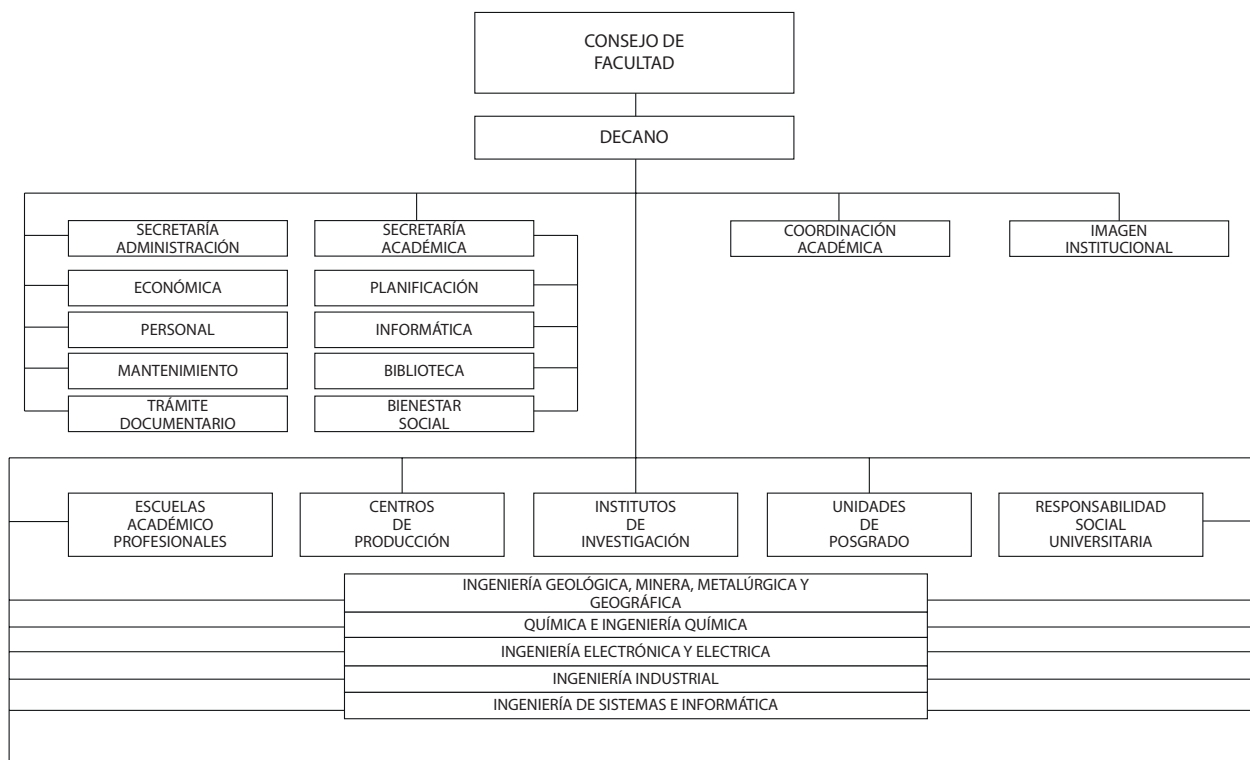 CONSEJO DE
FACULTAD
DECANO
SECRETARÍA
ADMINISTRACIÓN
SECRETARÍA
ACADÉMICA
COORDINACIÓN
ACADÉMICA
IMAGEN
INSTITUCIONAL
ECONÓMICA
PLANIFICACIÓN
PERSONAL
INFORMÁTICA
MANTENIMIENTO
BIBLIOTECA
TRÁMITE
DOCUMENTARIO
BIENESTAR
SOCIAL
ESCUELAS
ACADÉMICO
PROFESIONALES
CENTROS
DE
PRODUCCIÓN
INSTITUTOS
DE
INVESTIGACIÓN
UNIDADES
DE
POSGRADO
RESPONSABILIDAD
SOCIAL
UNIVERSITARIA
INGENIERÍA GEOLÓGICA, MINERA, METALÚRGICA Y
GEOGRÁFICA
QUÍMICA E INGENIERÍA QUÍMICA
INGENIERÍA ELECTRÓNICA Y ELECTRICA
INGENIERÍA INDUSTRIAL
INGENIERÍA DE SISTEMAS E INFORMÁTICA